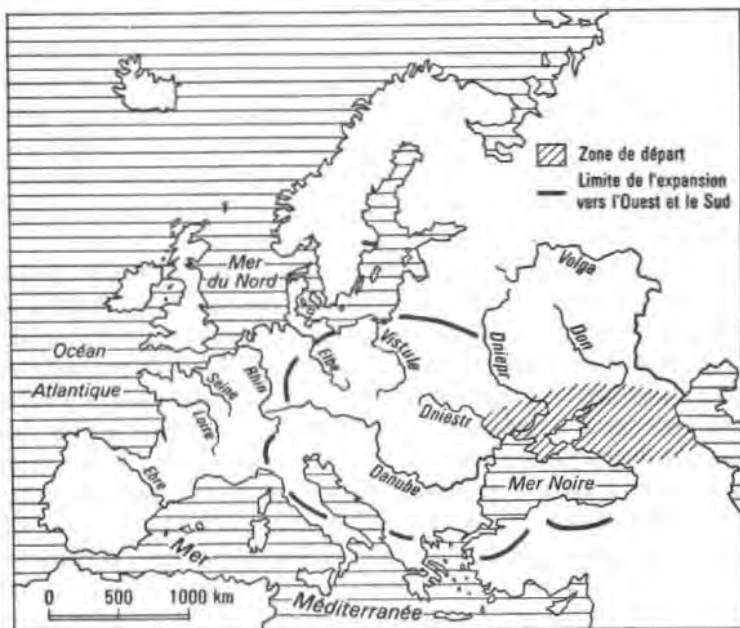 Zone de départ
Limite de l'expansion
vers l'Ouest et le Sud
Volga
Mer
du Nord
Don
Dniepr
Vistule
Elbe
Océan
Rhin
Seine
Atlantique
Loire
Dniestr
Ebre
Danube
Mer Noire
Mer
Méditerranée
0 500 1000 km